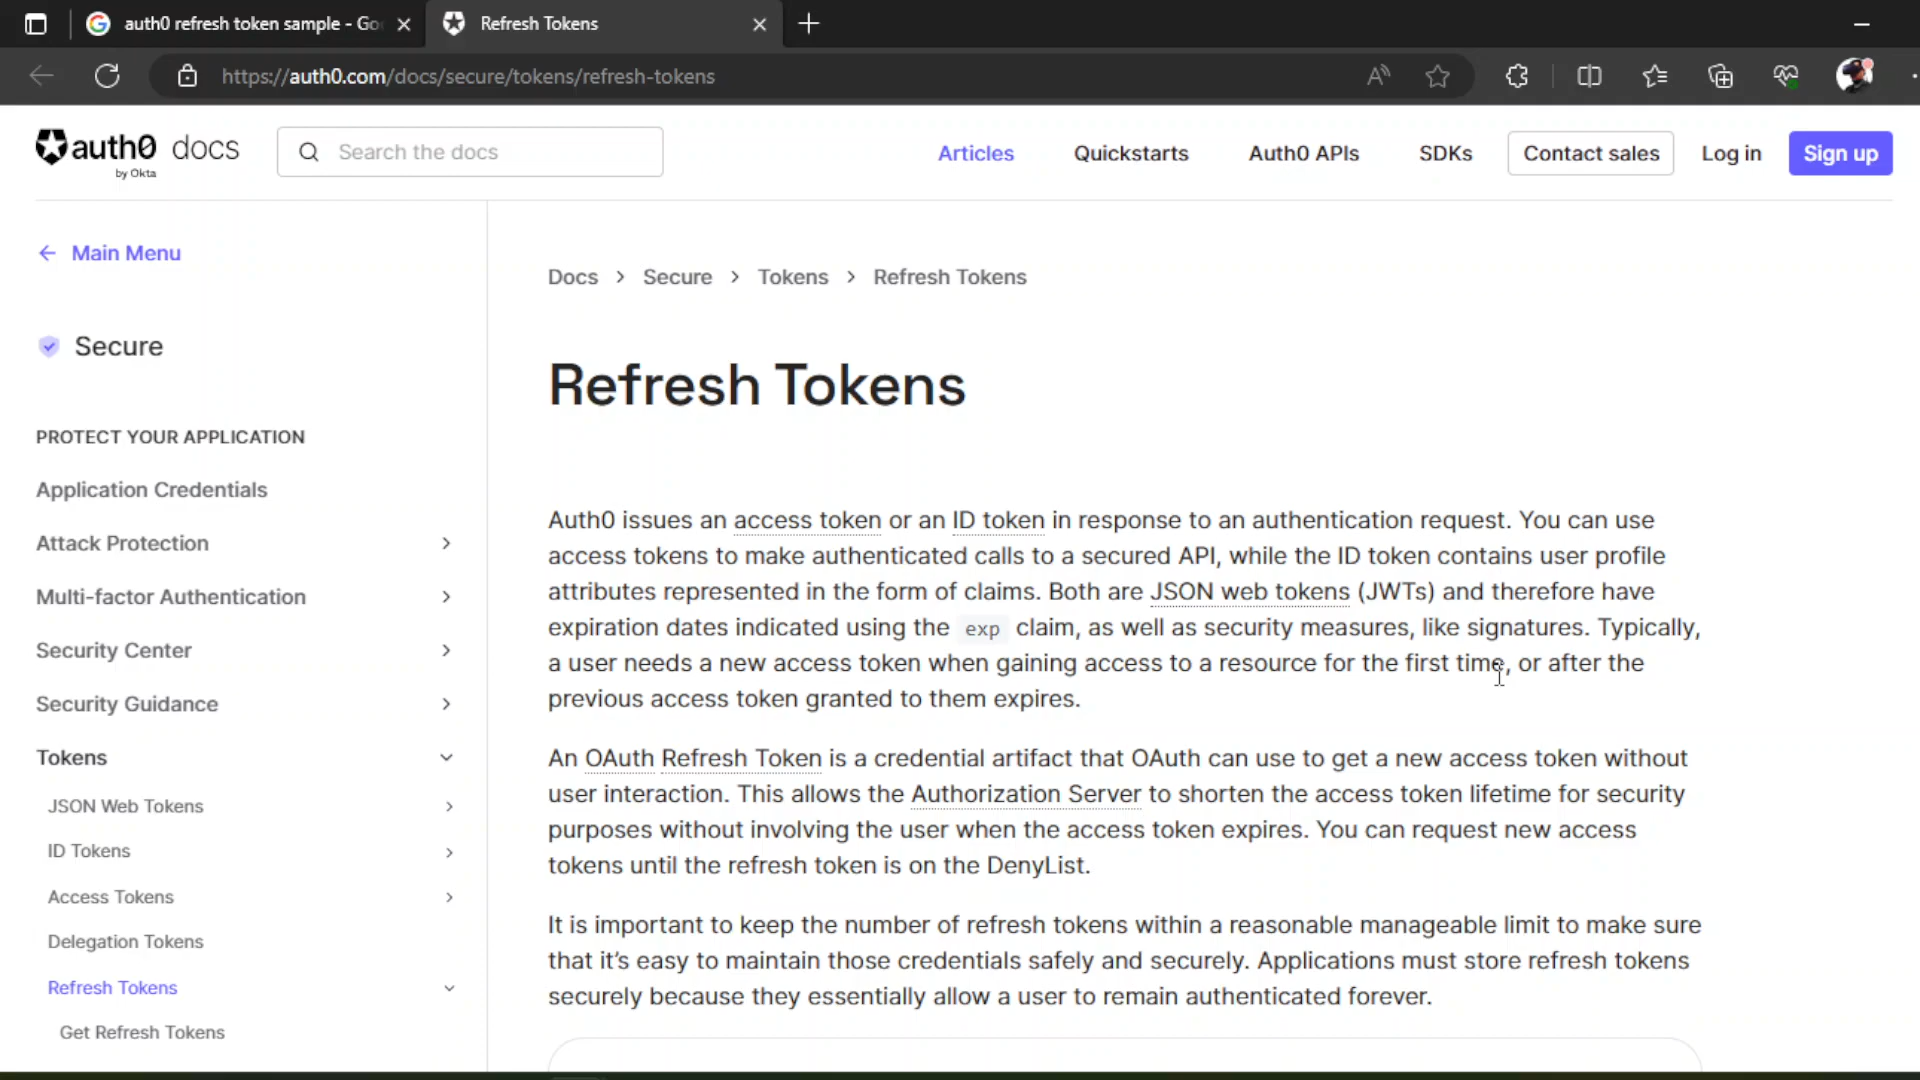 auth0 refresh token sample - Go
Refresh Tokens
https://auth0.com/docs/secure/tokens/refresh-tokens
auth0 docs
by Okta
Search the docs
Articles
Quickstarts
Auth0 APIs
SDKs
Contact sales
Log in
Sign up
Main Menu
Secure
PROTECT YOUR APPLICATION
Application Credentials
Attack Protection
Multi-factor Authentication
Security Center
Security Guidance
Tokens
JSON Web Tokens
ID Tokens
Access Tokens
Delegation Tokens
Refresh Tokens
Get Refresh Tokens
Docs > Secure > Tokens > Refresh Tokens
Refresh Tokens
Auth0 issues an access token or an ID token in response to an authentication request. You can use
access tokens to make authenticated calls to a secured API, while the ID token contains user profile
attributes represented in the form of claims. Both are JSON web tokens (JWTs) and therefore have
expiration dates indicated using the exp claim, as well as security measures, like signatures. Typically,
a user needs a new access token when gaining access to a resource for the first time, or after the
previous access token granted to them expires.
An OAuth Refresh Token is a credential artifact that OAuth can use to get a new access token without
user interaction. This allows the Authorization Server to shorten the access token lifetime for security
purposes without involving the user when the access token expires. You can request new access
tokens until the refresh token is on the DenyList.
It is important to keep the number of refresh tokens within a reasonable manageable limit to make sure
that it's easy to maintain those credentials safely and securely. Applications must store refresh tokens
securely because they essentially allow a user to remain authenticated forever.